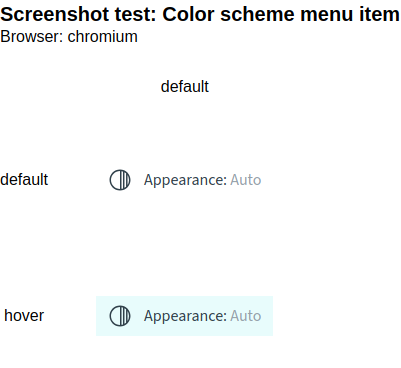 Screenshot test: Color scheme menu item
Browser: chromium
default
default Appearance: Auto
hover Appearance: Auto